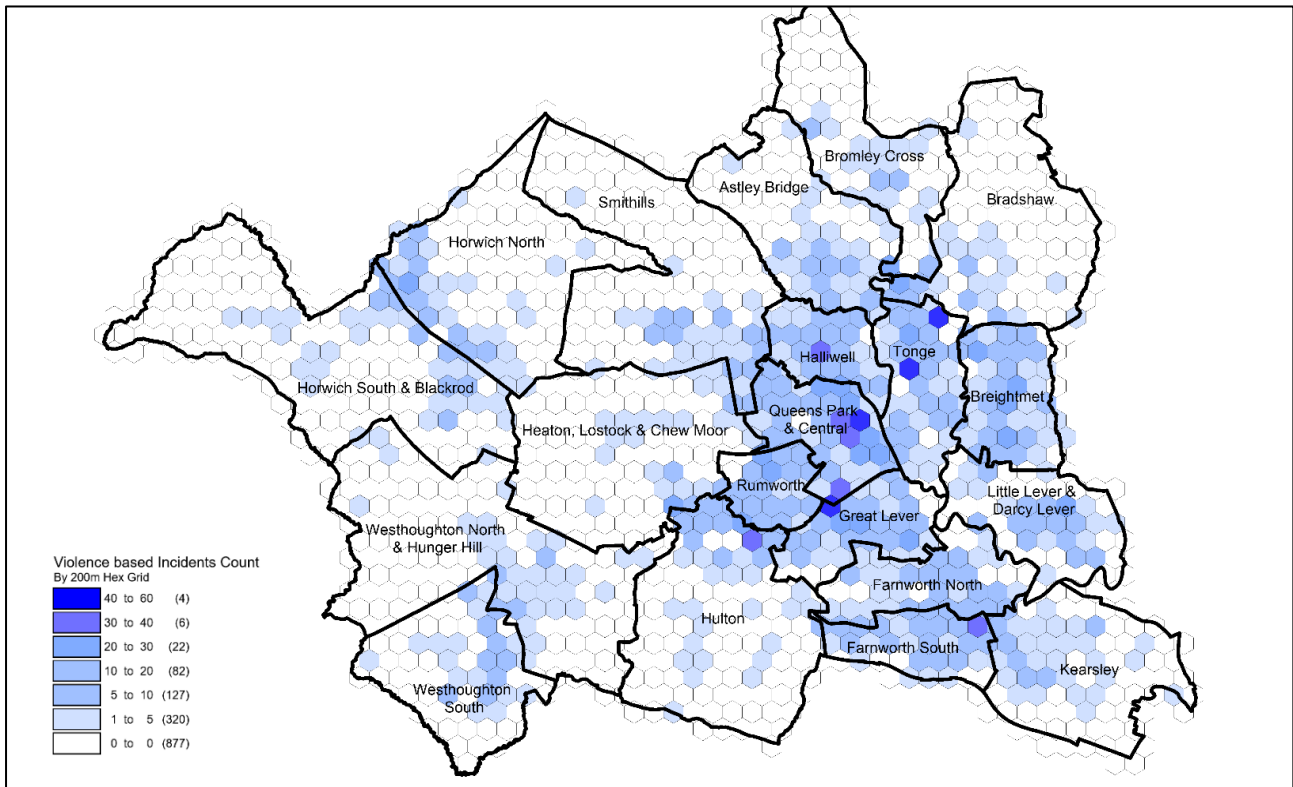 Bromley Cross
Astley Bridge
Smithills
Bradshaw
Horwich North
Halliwell
Tonge
Horwich South & Blackrod
Breightmet
Queens Park
& Central
Heaton, Lostock & Chew Moor
Rumworth
Little Lever &
Darcy Lever
Great Lever
Westhoughton North
& Hunger Hill
Farnworth North
Hulton
Farnworth South
Kearsley
Westhoughton
South
Violence based Incidents Count
By 200m Hex Grid
40 to 60 (4)
30 to 40 (6)
20 to 30 (22)
10 to 20 (82)
5 to 10 (127)
1 to 5 (320)
0 to 0 (877)